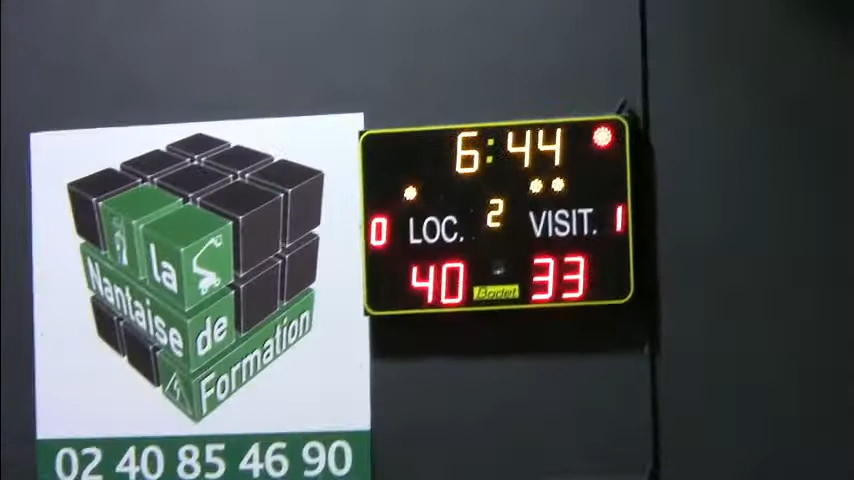 la
Nantaise de
Formation
02 40 85 46 90
6:44
2
0 LOC. VISIT. 1
40 33
Bodet